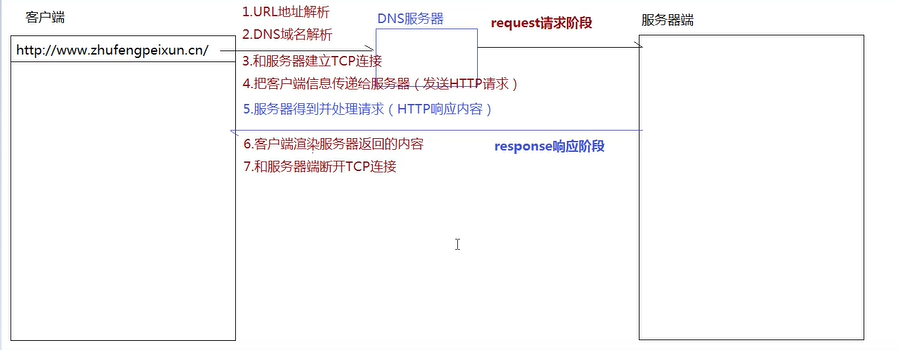 客户端
http://www.zhufengpeixun.cn/
1.URL地址解析
2.DNS域名解析
3.和服务器建立TCP连接
4.把客户端信息传递给服务器（发送HTTP请求）
5.服务器得到并处理请求（HTTP响应内容）
6.客户端渲染服务器返回的内容
7.和服务器端断开TCP连接
DNS服务器
request请求阶段
response响应阶段
服务器端